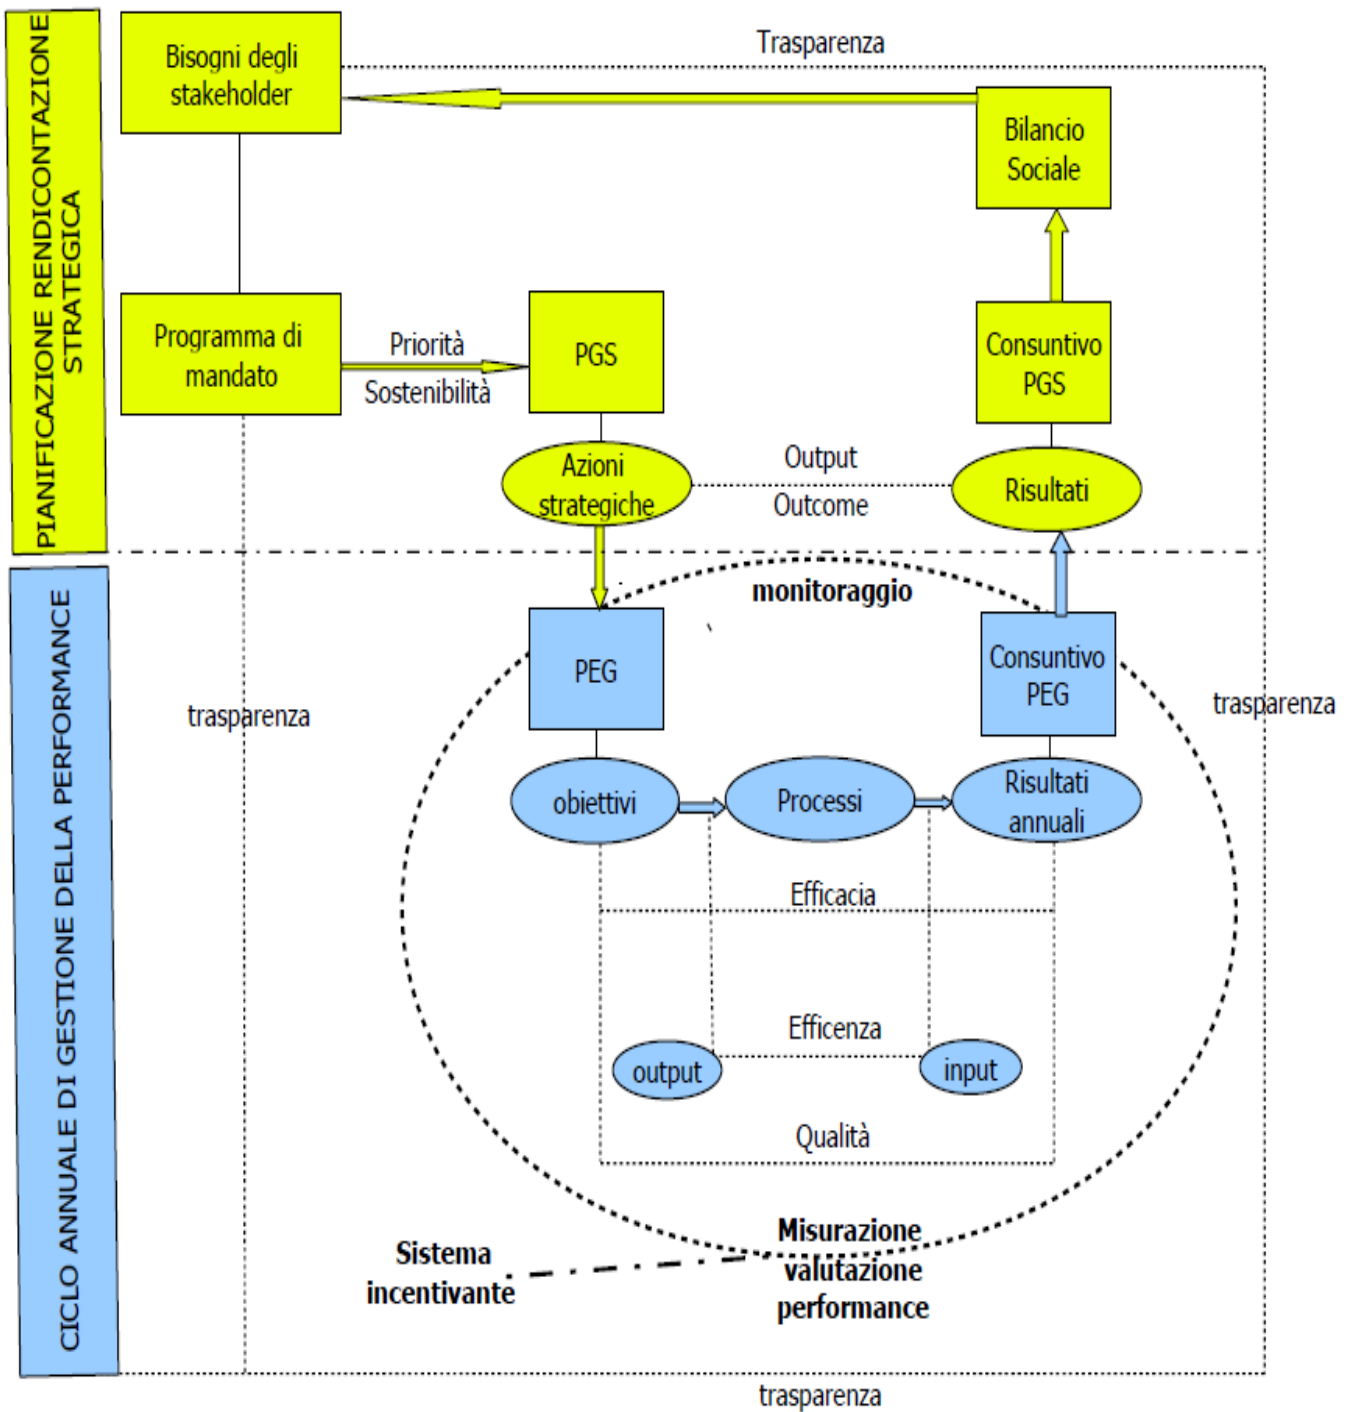 PIANIFICAZIONE RENDICONTAZIONE
STRATEGICA
Bisogni degli
stakeholder
Trasparenza
Bilancio
Sociale
Programma di
mandato
Priorità
Sostenibilità
PGS
Consuntivo
PGS
Azioni
strategiche
Output
Outcome
Risultati
CICLO ANNUALE DI GESTIONE DELLA PERFORMANCE
monitoraggio
PEG
Consuntivo
PEG
trasparenza
trasparenza
obiettivi
Processi
Risultati
annuali
Efficacia
Efficenza
output
input
Qualità
Sistema
incentivante
Misurazione
valutazione
performance
trasparenza